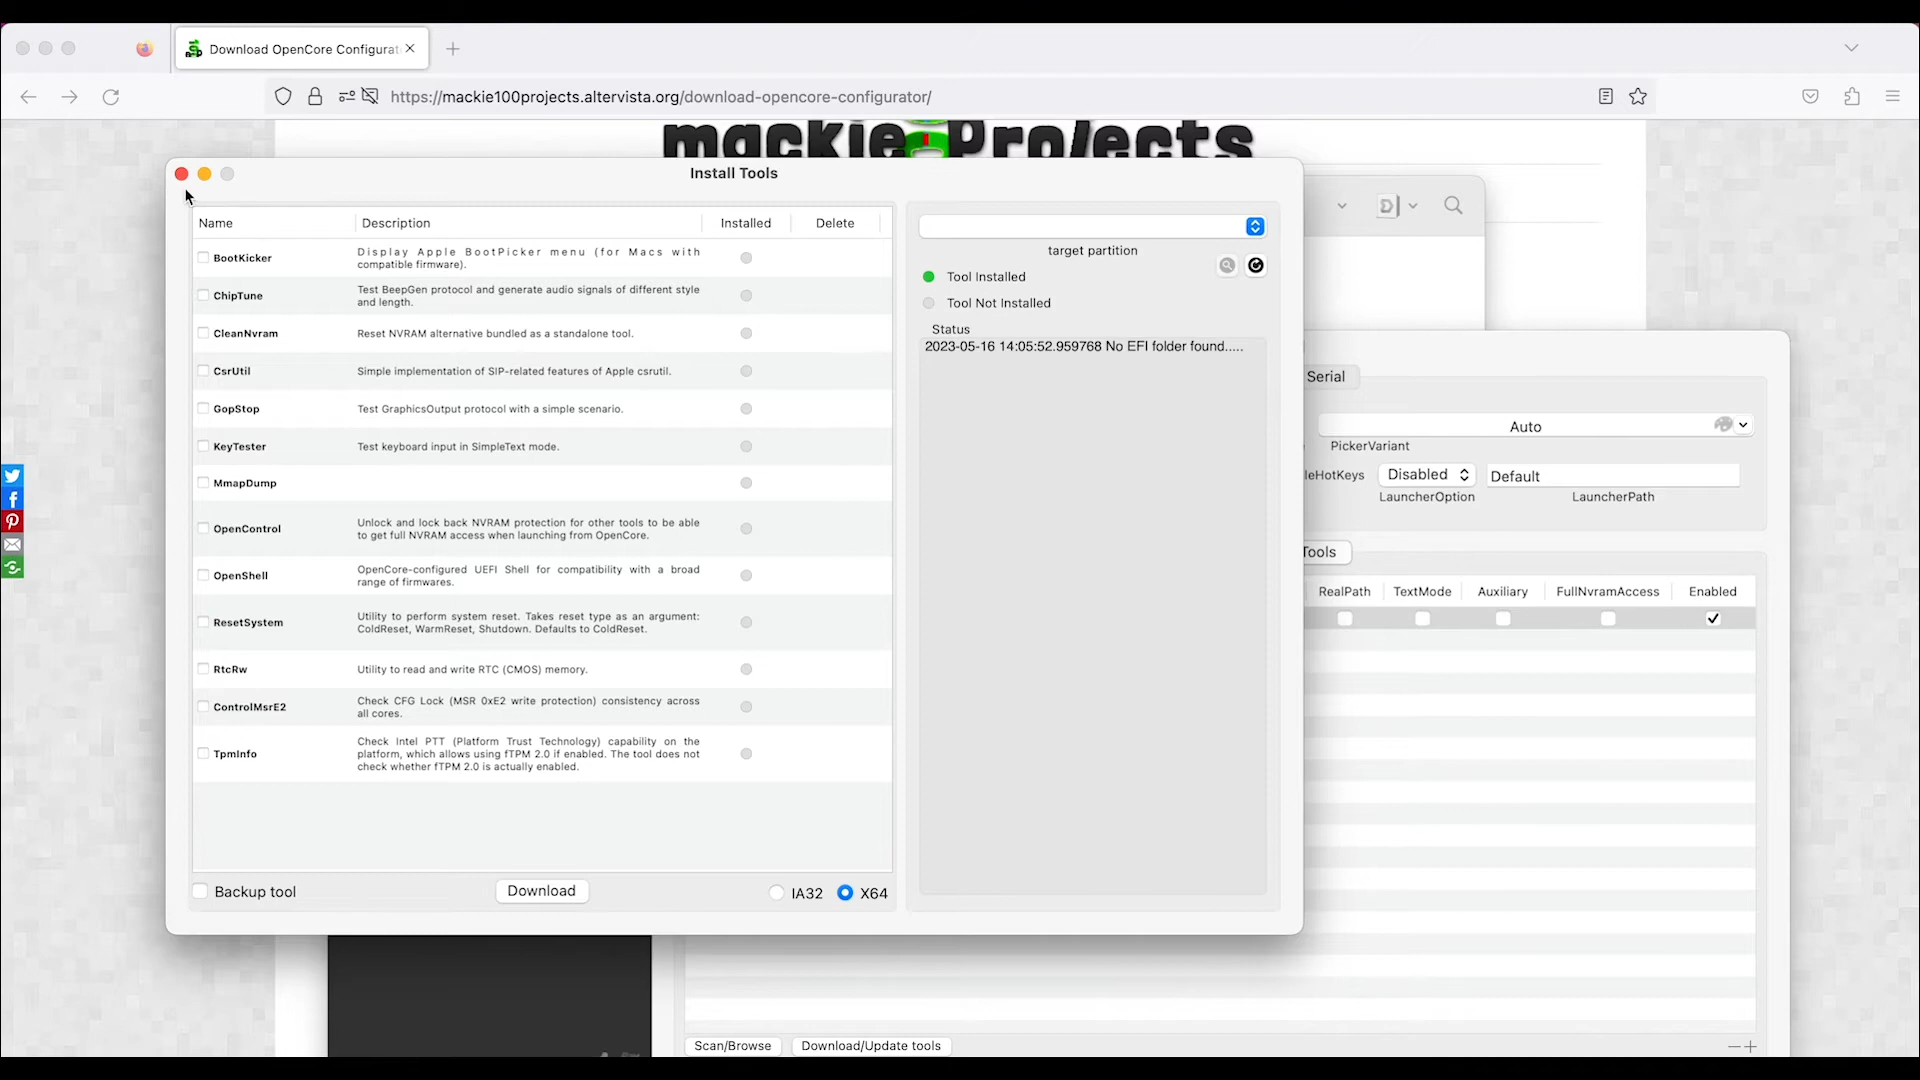 Download OpenCore Configurat
https://mackie100projects.altervista.org/download-opencore-configurator/
mackie Projects
Install Tools
Name Description Installed Delete
BootKicker
Display Apple BootPicker menu (for Macs with
compatible firmware).
ChipTune
Test BeepGen protocol and generate audio signals of different style
and length.
CleanNvram
Reset NVRAM alternative bundled as a standalone tool.
CsrUtil
Simple implementation of SIP-related features of Apple csrutil.
GopStop
Test GraphicsOutput protocol with a simple scenario.
KeyTester
Test keyboard input in SimpleText mode.
MmapDump
OpenControl
Unlock and lock back NVRAM protection for other tools to be able
to get full NVRAM access when launching from OpenCore.
OpenShell
OpenCore-configured UEFI Shell for compatibility with a broad
range of firmwares.
ResetSystem
Utility to perform system reset. Takes reset type as an argument:
ColdReset, WarmReset, Shutdown. Defaults to ColdReset.
RtcRw
Utility to read and write RTC (CMOS) memory.
ControlMsrE2
Check CFG Lock (MSR 0xE2 write protection) consistency across
all cores.
TpmInfo
Check Intel PTT (Platform Trust Technology) capability on the
platform, which allows using fTPM 2.0 if enabled. The tool does not
check whether fTPM 2.0 is actually enabled.
Backup tool Download IA32 X64
target partition
Tool Installed
Tool Not Installed
Status
2023-05-16 14:05:52.959768 No EFI folder found.....
Serial
Auto
PickerVariant
leHotKeys Disabled Default
LauncherOption LauncherPath
Tools
RealPath TextMode Auxiliary FullNvramAccess Enabled
Scan/Browse Download/Update tools